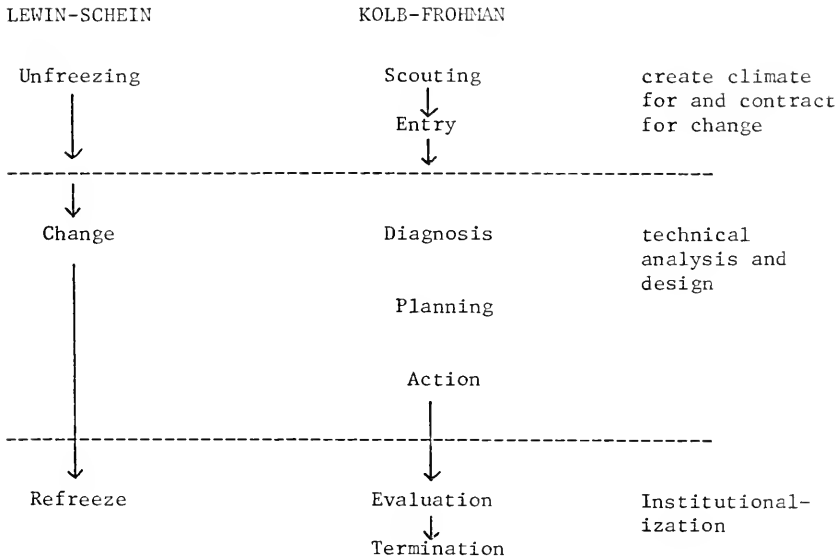 LEWIN-SCHEIN KOLB-FROHMAN
Unfreezing Scouting create climate
for and contract
Entry for change
Change Diagnosis technical
analysis and
design
Planning
Action
Refreeze Evaluation Institutional-
ization
Termination